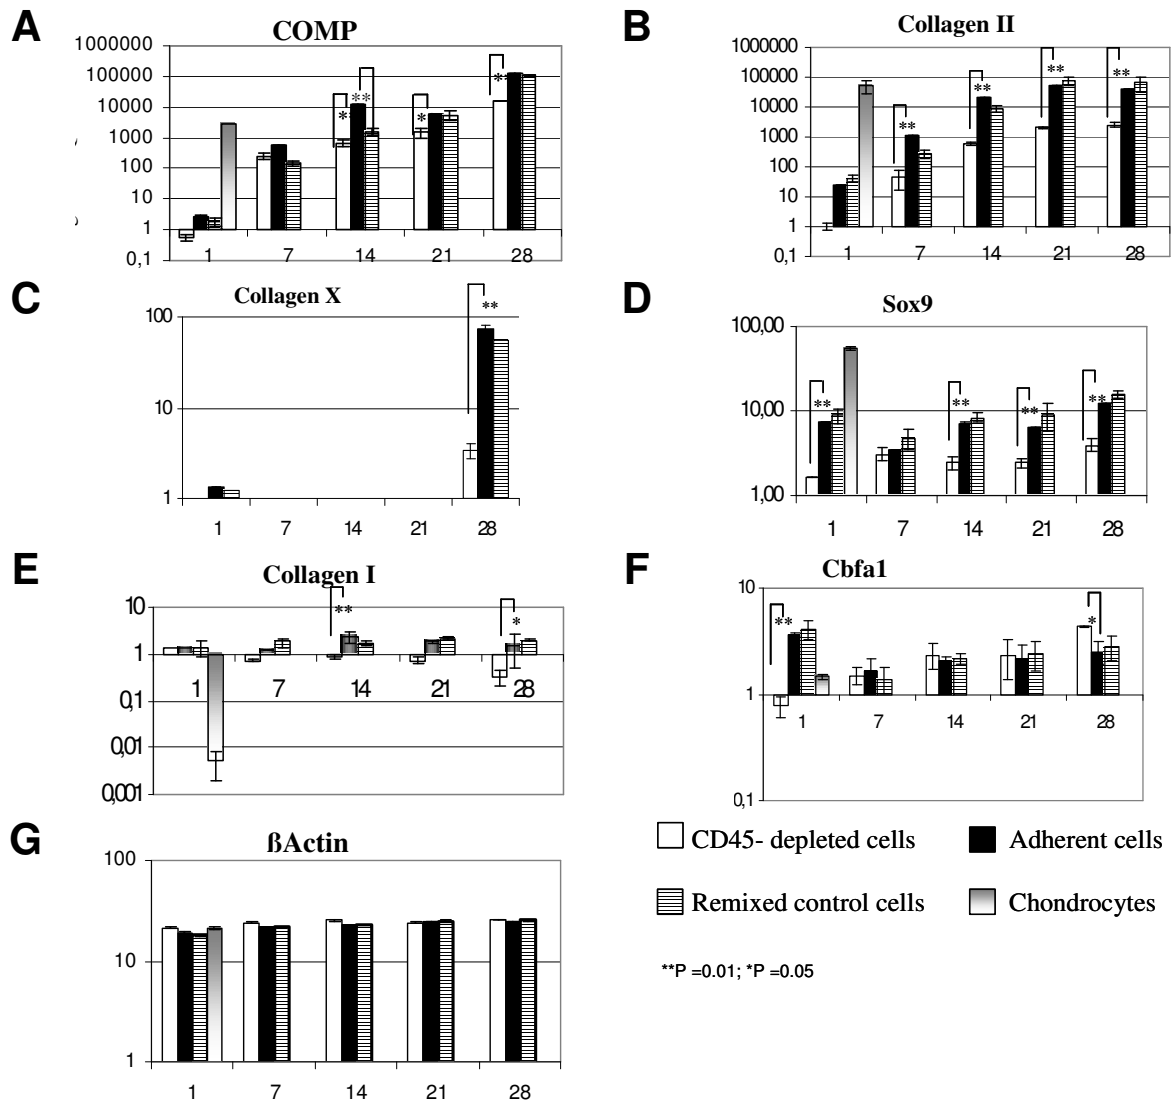 A
COMP
1000000
100000
10000
1000
100
10
1
0,1
** ** * **
1 7 14 21 28
B
Collagen II
1000000
100000
10000
1000
100
10
1
0,1
** ** ** **
1 7 14 21 28
C
Collagen X
100
10
1
**
1 7 14 21 28
D
Sox9
100,00
10,00
1,00
** ** ** **
1 7 14 21 28
E
Collagen I
10
1
0,1
0,01
0,001
** *
1 7 14 21 28
F
Cbfa1
10
1
0,1
** *
1 7 14 21 28
G
ßActin
100
10
1
1 7 14 21 28
CD45- depleted cells
Adherent cells
Remixed control cells
Chondrocytes
**P =0.01; *P =0.05